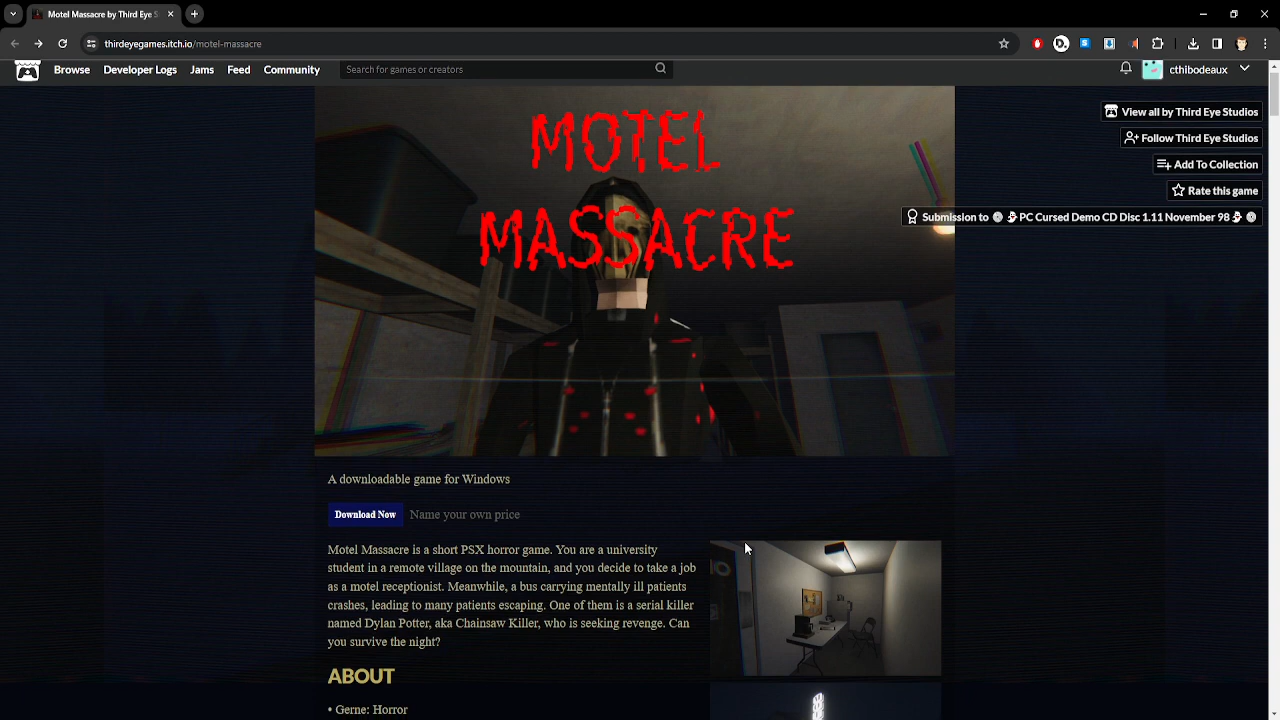 Motel Massacre by Third Eye S
thirdeyegames.itch.io/motel-massacre
Browse Developer Logs Jams Feed Community Search for games or creators cthibodeaux
View all by Third Eye Studios
Follow Third Eye Studios
Add To Collection
Rate this game
Submission to PC Cursed Demo CD Disc 1.11 November 98
MOTEL
MASSACRE
A downloadable game for Windows
Download Now Name your own price
Motel Massacre is a short PSX horror game. You are a university
student in a remote village on the mountain, and you decide to take a job
as a motel receptionist. Meanwhile, a bus carrying mentally ill patients
crashes, leading to many patients escaping. One of them is a serial killer
named Dylan Potter, aka Chainsaw Killer, who is seeking revenge. Can
you survive the night?
ABOUT
• Gerne: Horror